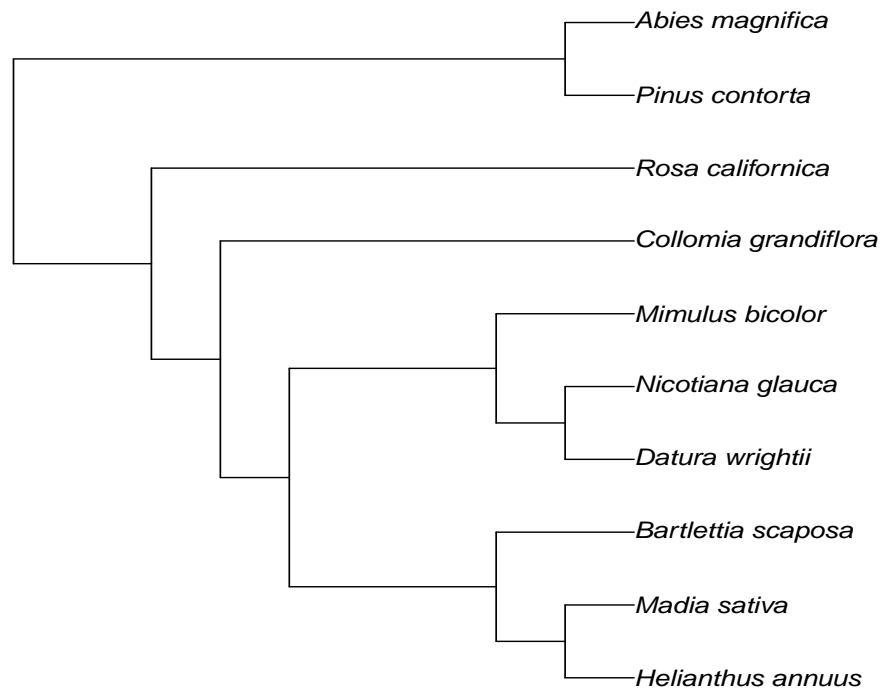 Abies magnifica
Pinus contorta
Rosa californica
Collomia grandiflora
Mimulus bicolor
Nicotiana glauca
Datura wrightii
Bartlettia scaposa
Madia sativa
Helianthus annuus